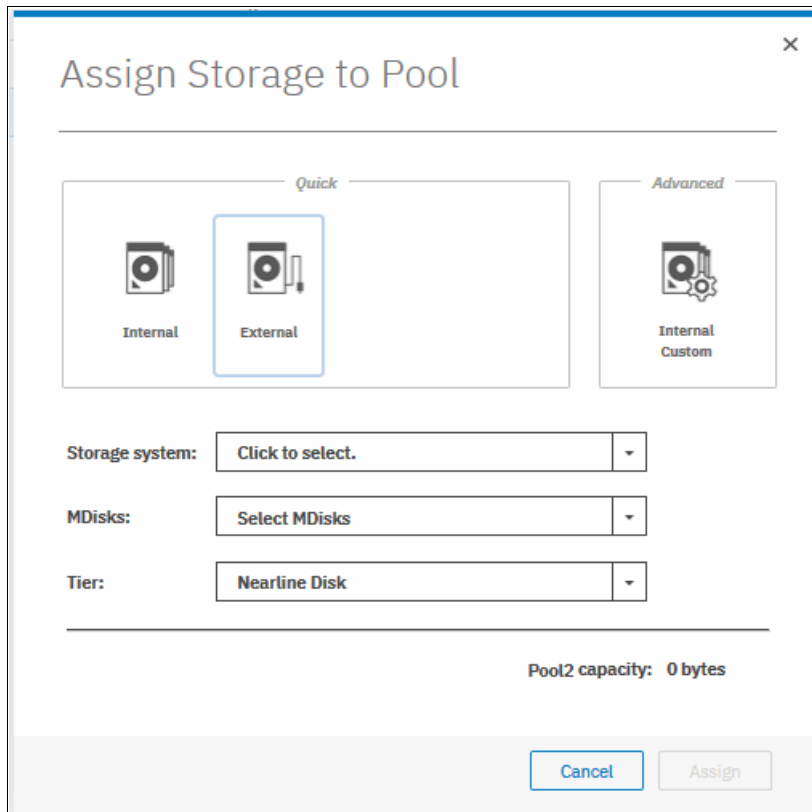 Assign Storage to Pool
Quick
Advanced
Internal
External
Internal
Custom
Storage system: Click to select.
MDisks: Select MDisks
Tier: Nearline Disk
Pool2 capacity: 0 bytes
Cancel
Assign